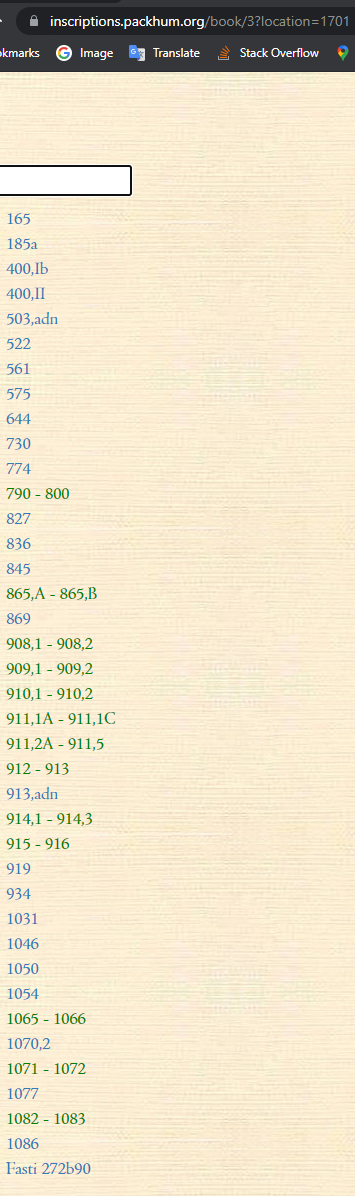 inscriptions.packhum.org/book/3?location=1701
okmarks Image Translate Stack Overflow
165
185a
400,Ib
400,II
503,adn
522
561
575
644
730
774
790 - 800
827
836
845
865,A - 865,B
869
908,1 - 908,2
909,1 - 909,2
910,1 - 910,2
911,1A - 911,1C
911,2A - 911,5
912 - 913
913,adn
914,1 - 914,3
915 - 916
919
934
1031
1046
1050
1054
1065 - 1066
1070,2
1071 - 1072
1077
1082 - 1083
1086
Fasti 272b90